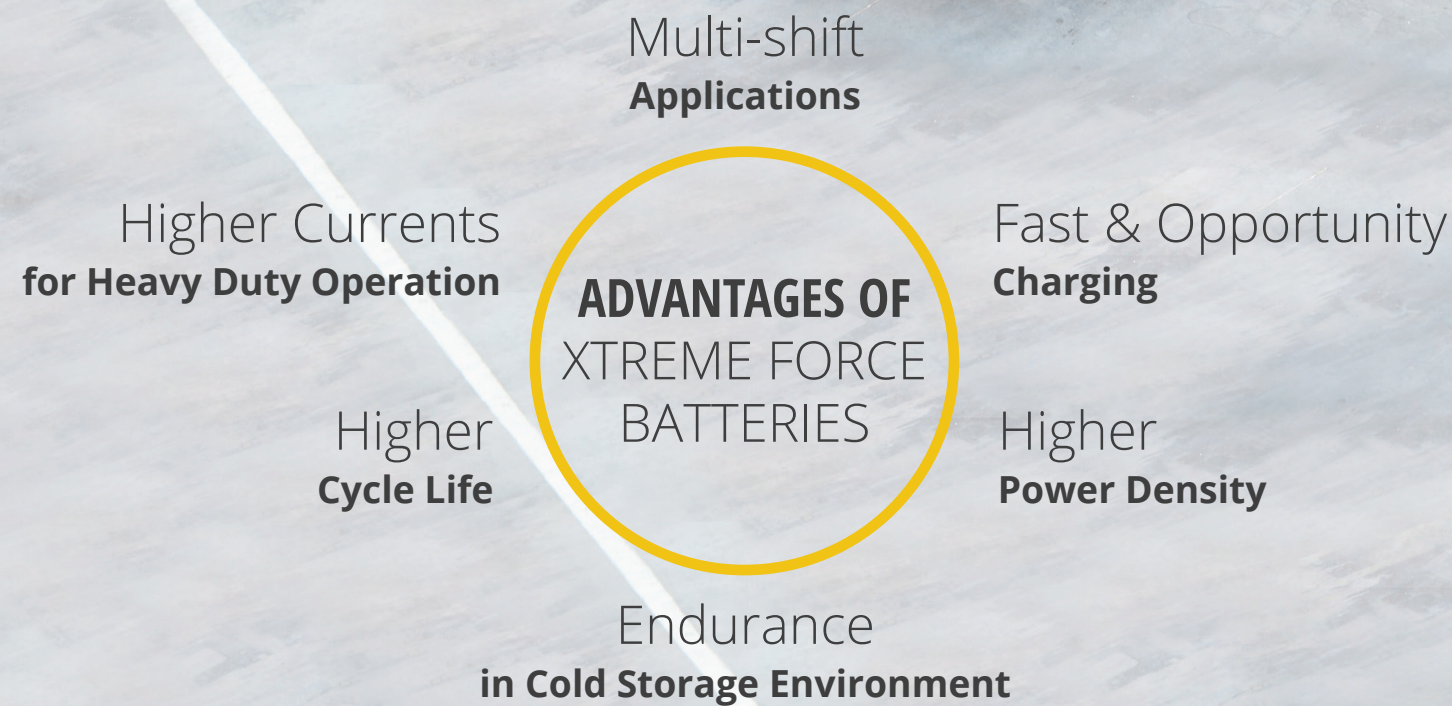 Multi-shift
Applications
Higher Currents
for Heavy Duty Operation
Fast & Opportunity
Charging
ADVANTAGES OF
XTREME FORCE
BATTERIES
Higher
Cycle Life
Higher
Power Density
Endurance
in Cold Storage Environment